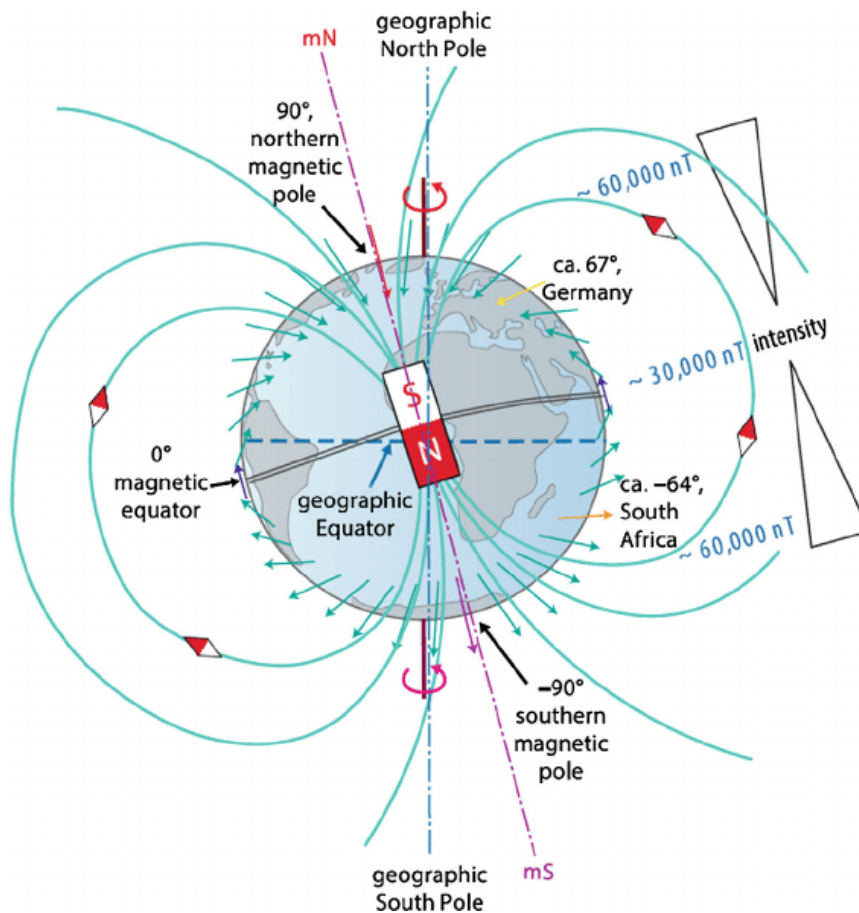 mN
geographic
North Pole
90°,
northern
magnetic
pole
~ 60,000 nT
ca. 67°,
Germany
intensity
~ 30,000 nT
S
N
0°
magnetic
equator
geographic
Equator
ca. –64°,
South
Africa
~ 60,000 nT
–90°
southern
magnetic
pole
geographic
South Pole
mS